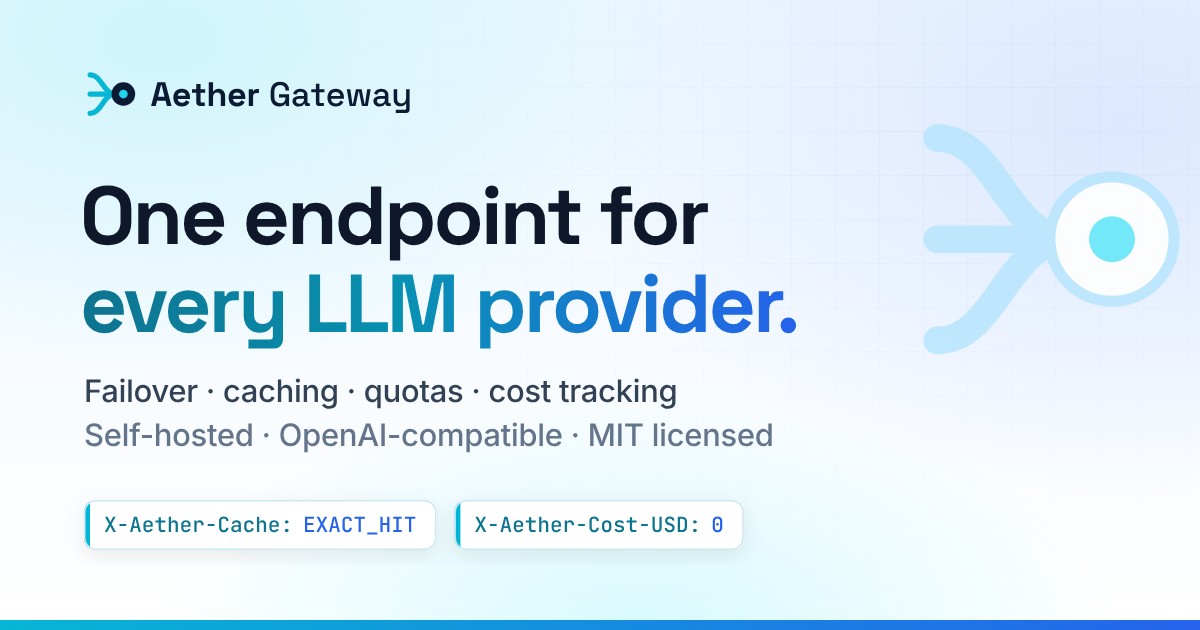 Aether Gateway
One endpoint for
every LLM provider.
Failover · caching · quotas · cost tracking
Self-hosted · OpenAI-compatible · MIT licensed
X-Aether-Cache: EXACT_HIT
X-Aether-Cost-USD: 0